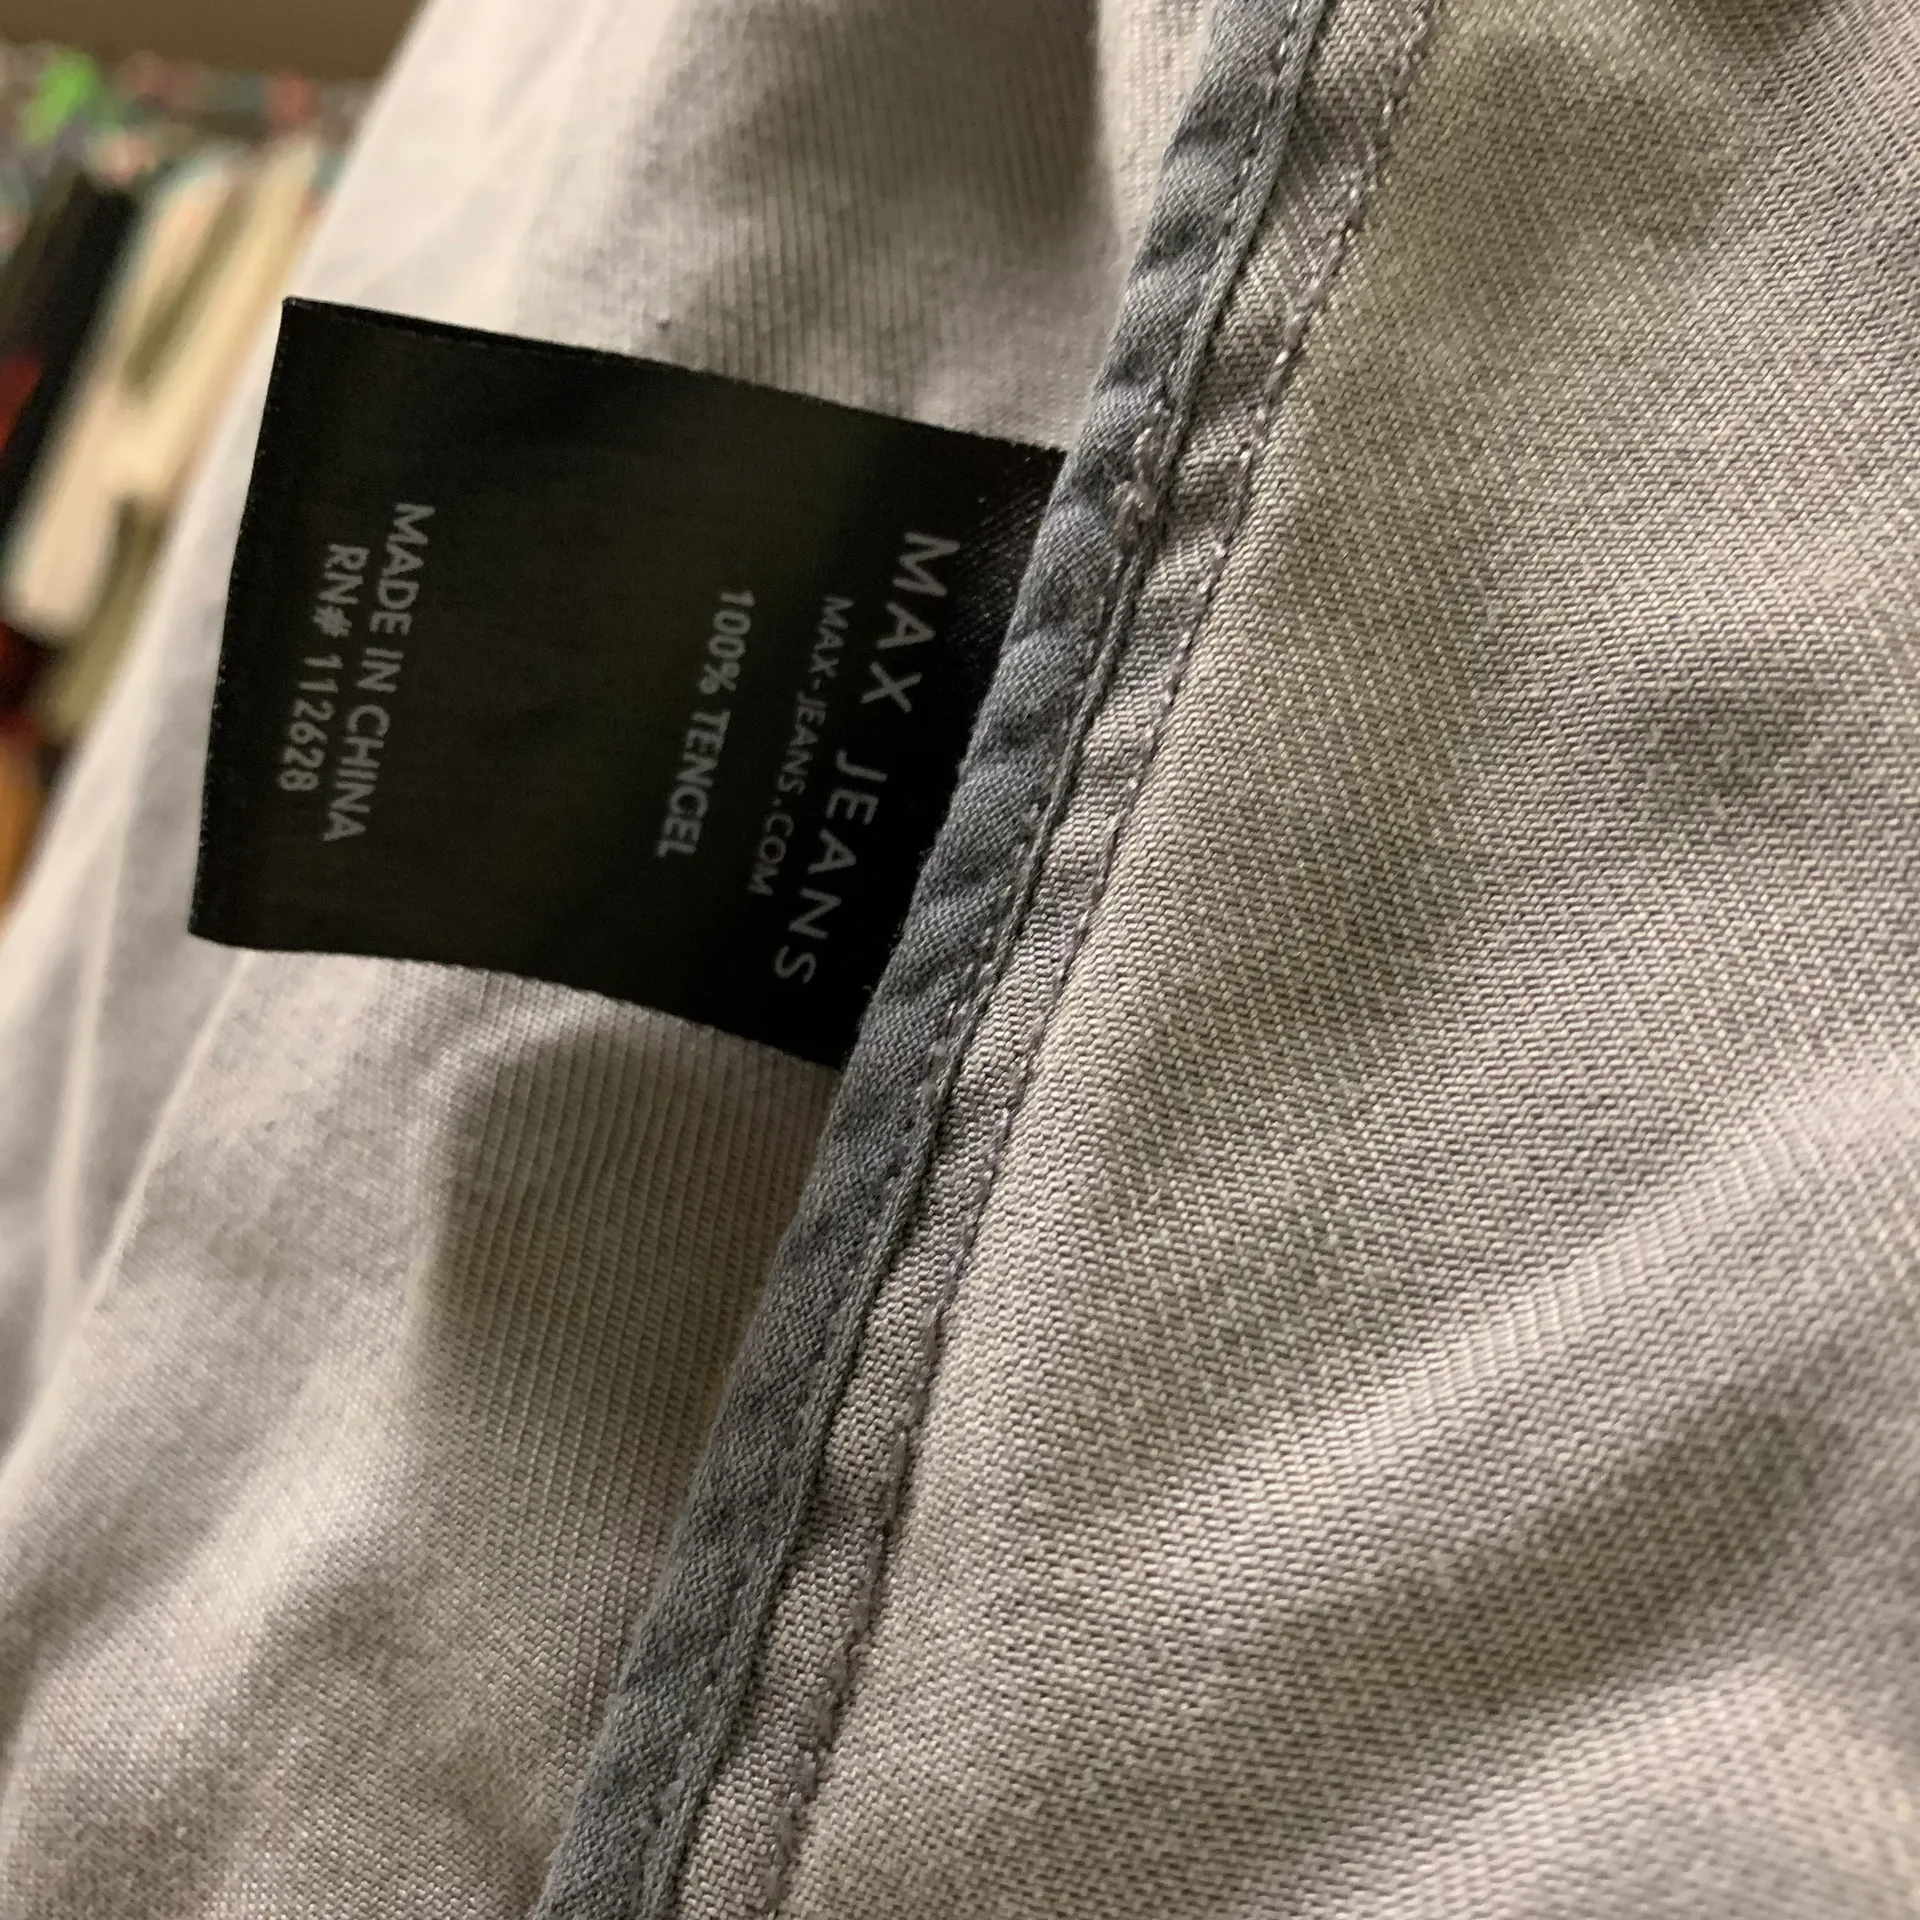 MAX JEANS
MAX-JEANS.COM
100% TENCEL
MADE IN CHINA
RN# 112628